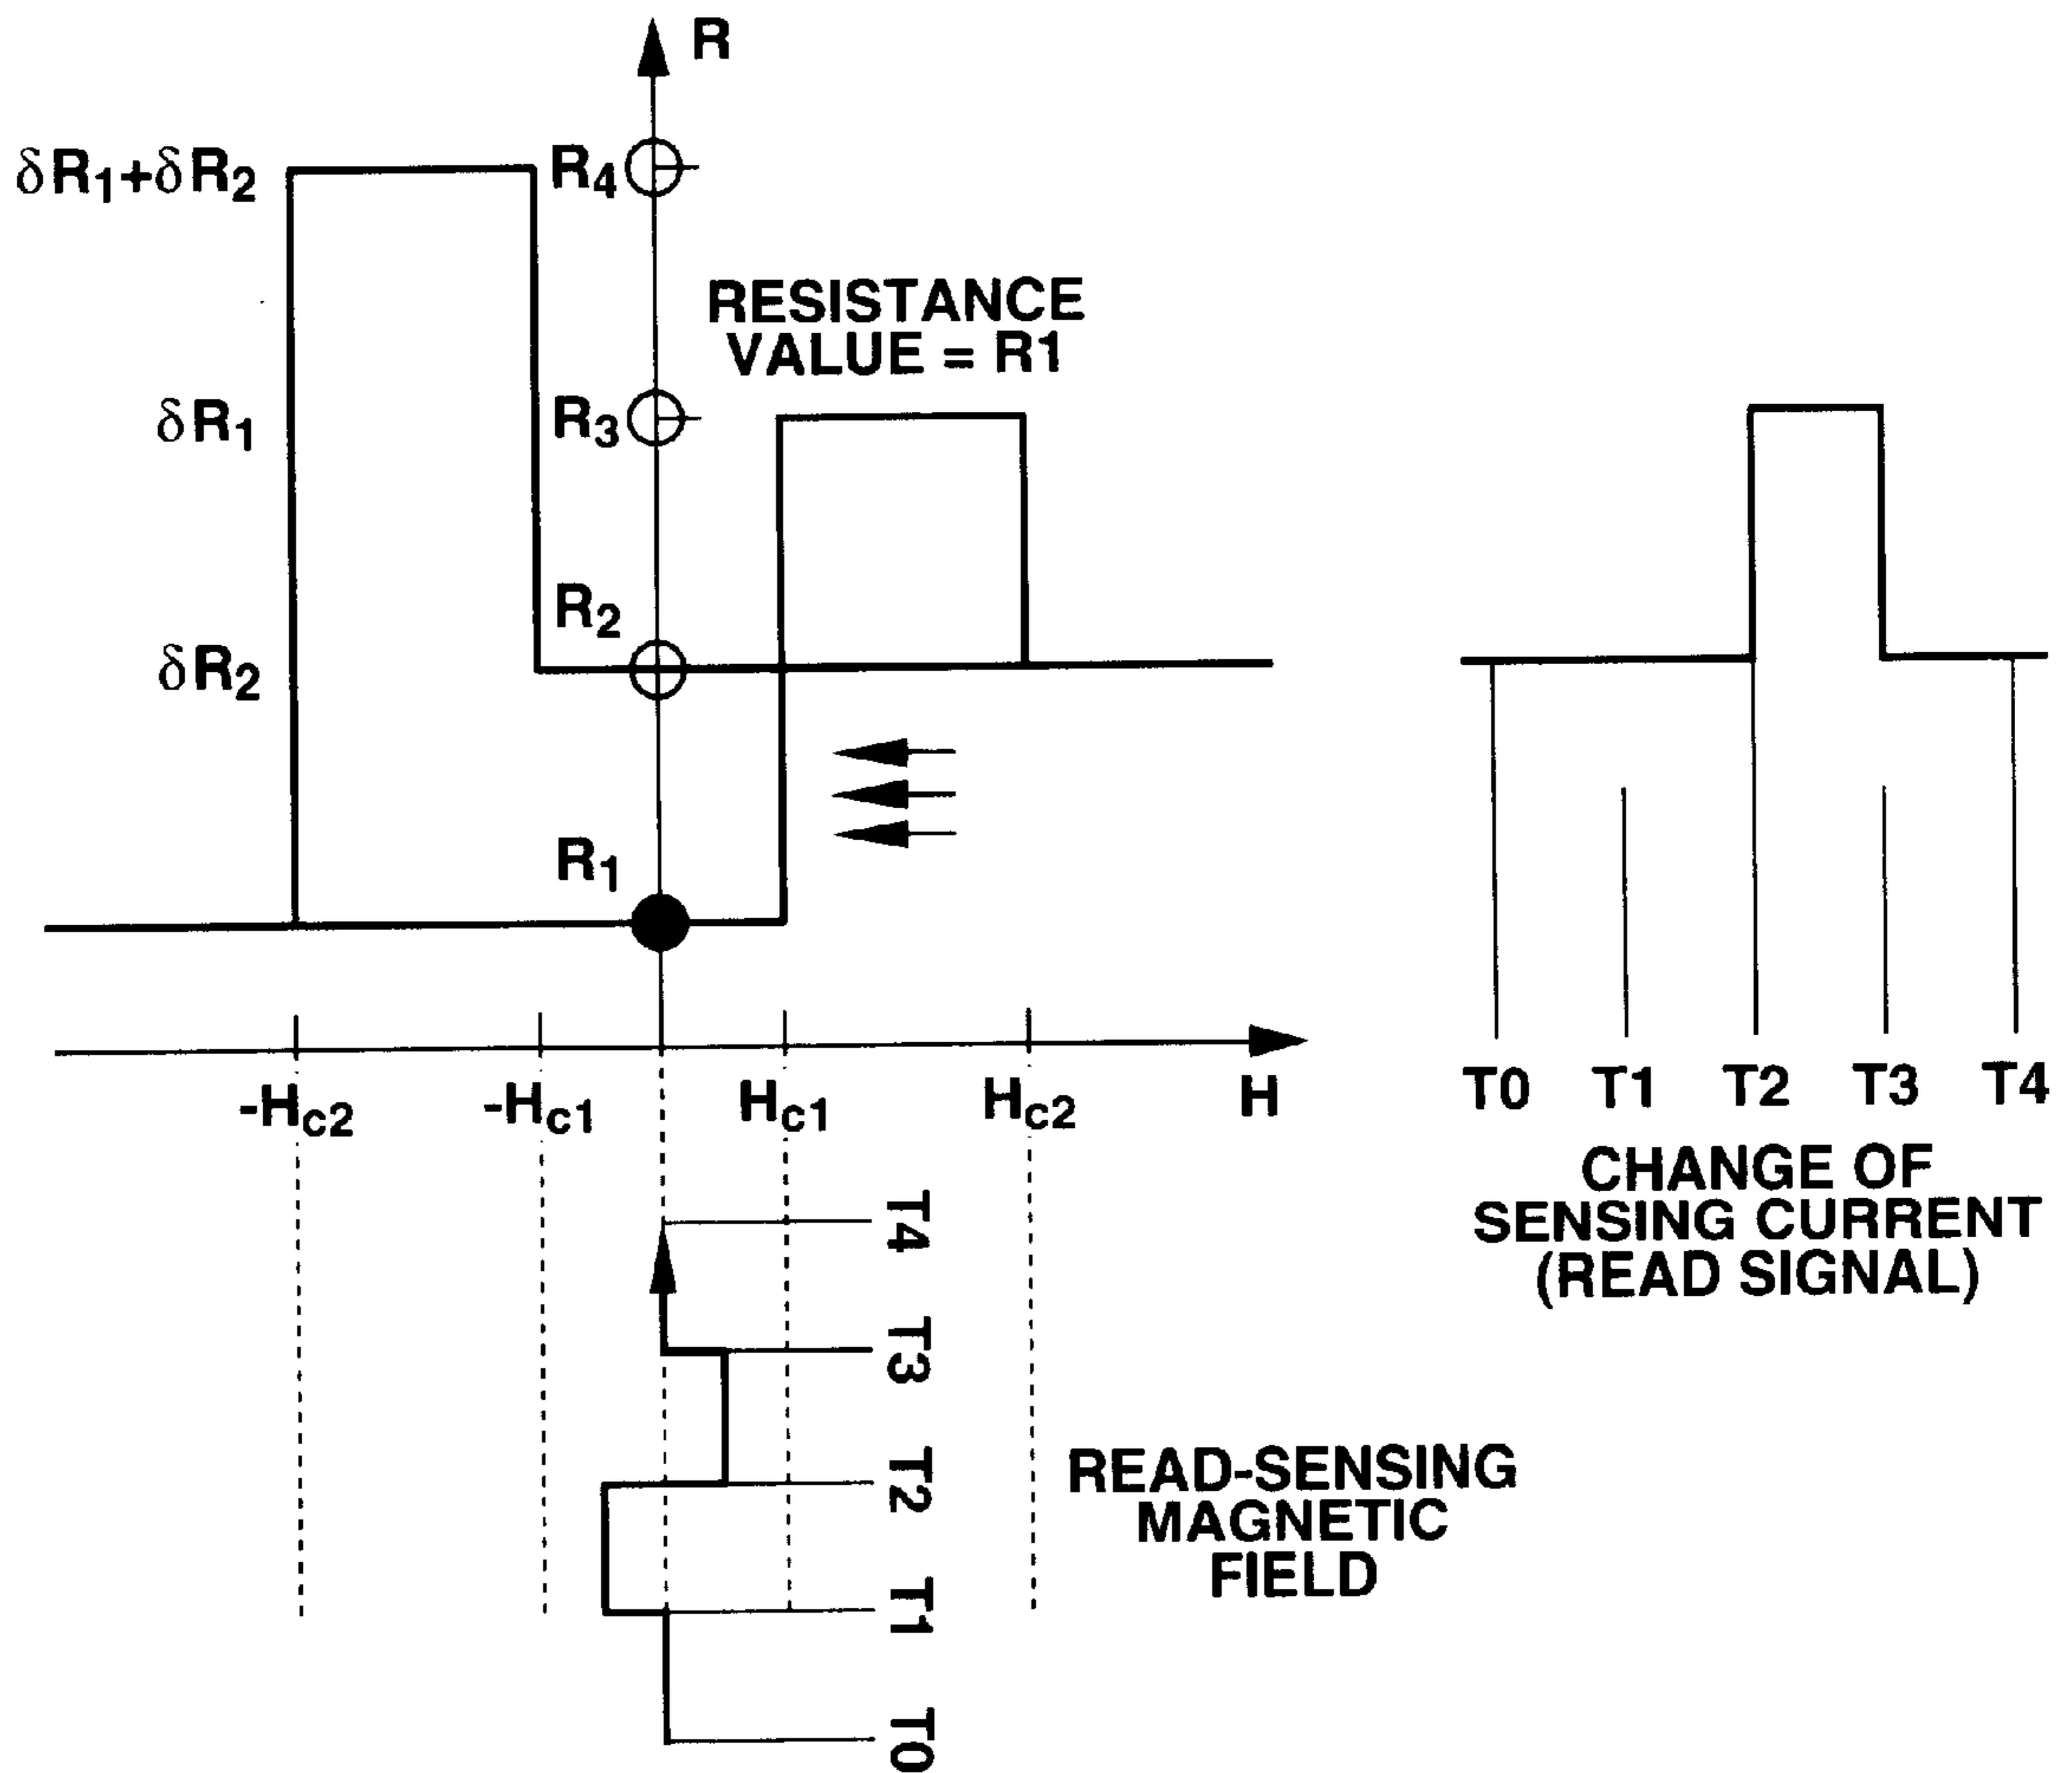 R
δR1+δR2
R4
RESISTANCE
VALUE = R1
δR1
R3
R2
δR2
R1
-Hc2
-Hc1
Hc1
Hc2
H
T0 T1 T2 T3 T4
CHANGE OF
SENSING CURRENT
(READ SIGNAL)
T4
T3
T2
T1
T0
READ-SENSING
MAGNETIC
FIELD